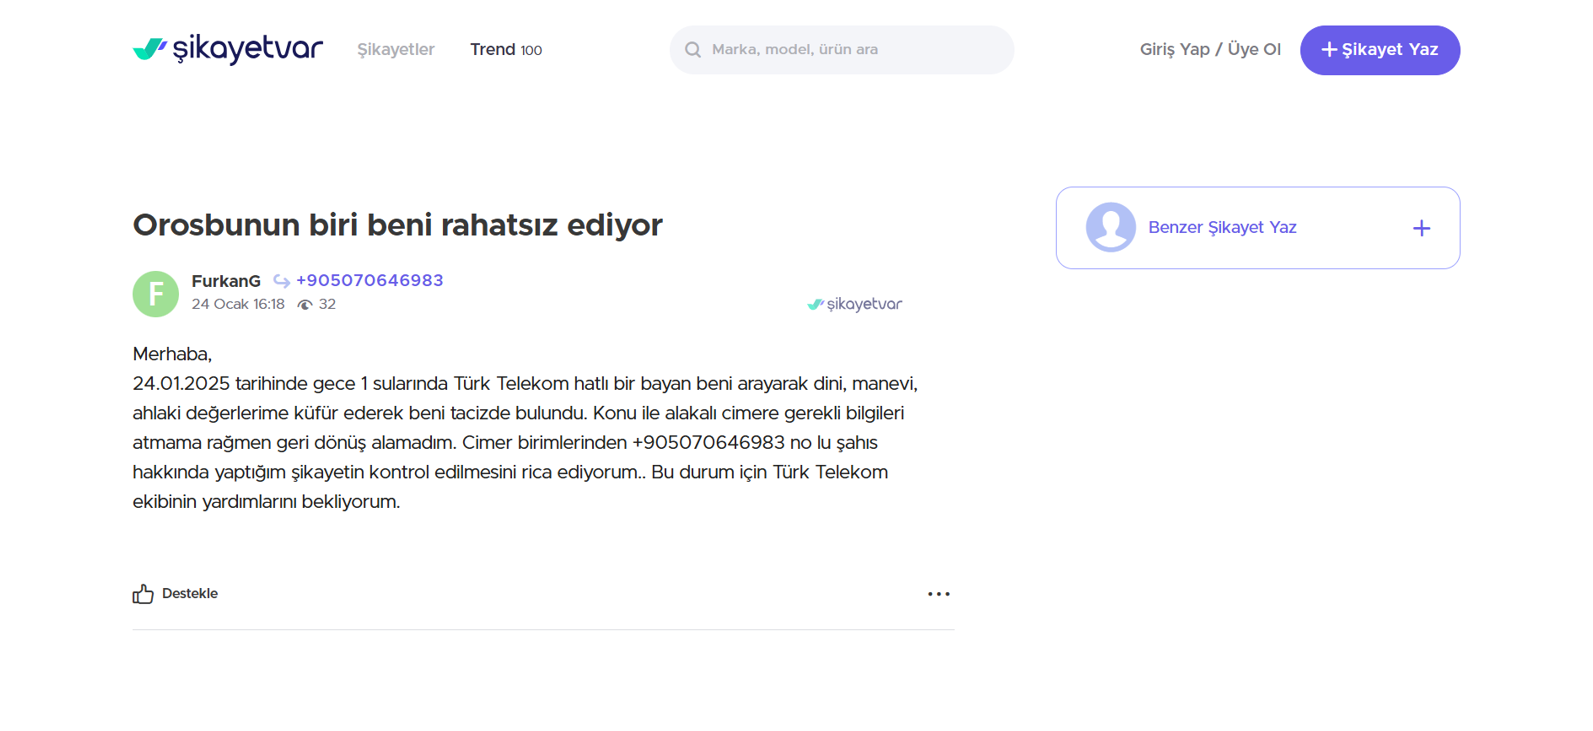 şikayetvar
Şikayetler
Trend 100
Marka, model, ürün ara
Giriş Yap / Üye Ol
+ Şikayet Yaz
Orosbunun biri beni rahatsız ediyor
Benzer Şikayet Yaz +
F
FurkanG +905070646983
24 Ocak 16:18 32
şikayetvar
Merhaba,
24.01.2025 tarihinde gece 1 sularında Türk Telekom hatlı bir bayan beni arayarak dini, manevi,
ahlaki değerlerime küfür ederek beni tacizde bulundu. Konu ile alakalı cimere gerekli bilgileri
atmama rağmen geri dönüş alamadım. Cimer birimlerinden +905070646983 no lu şahıs
hakkında yaptığım şikayetin kontrol edilmesini rica ediyorum.. Bu durum için Türk Telekom
ekibinin yardımlarını bekliyorum.
Destekle